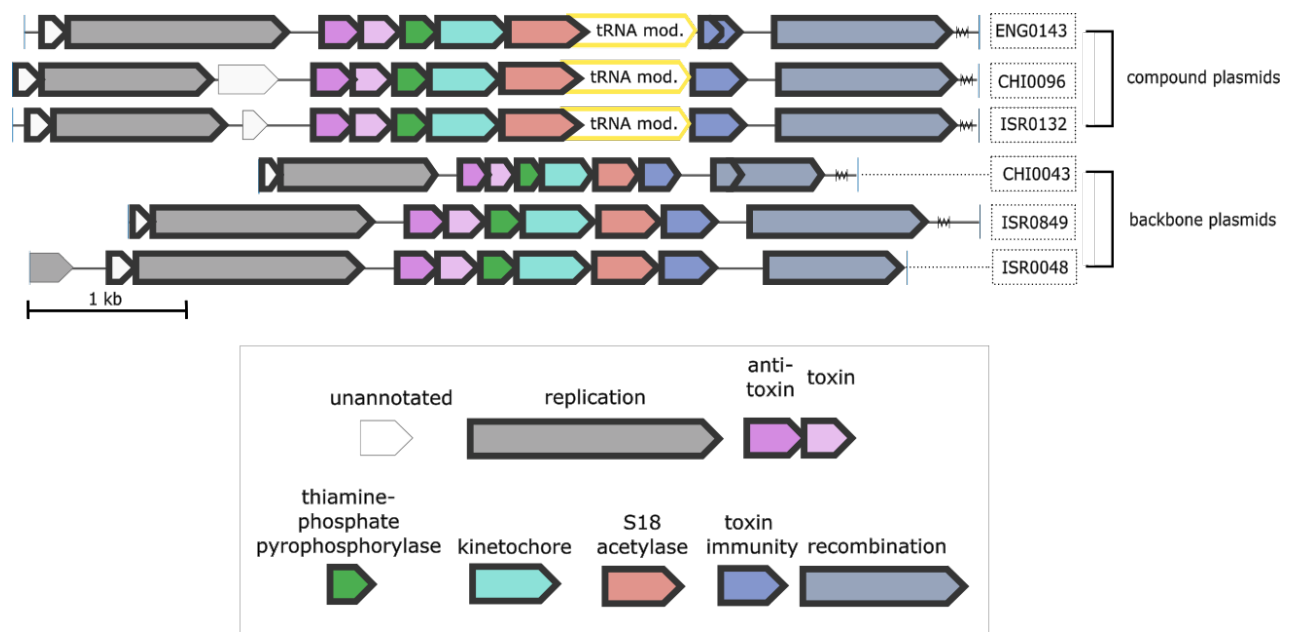 tRNA mod.
ENG0143
tRNA mod.
CHI0096
compound plasmids
tRNA mod.
ISR0132
CHI0043
ISR0849
backbone plasmids
ISR0048
1 kb
unannotated
replication
anti-
toxin
toxin
thiamine-
phosphate
pyrophosphorylase
kinetochore
S18
acetylase
toxin
immunity
recombination